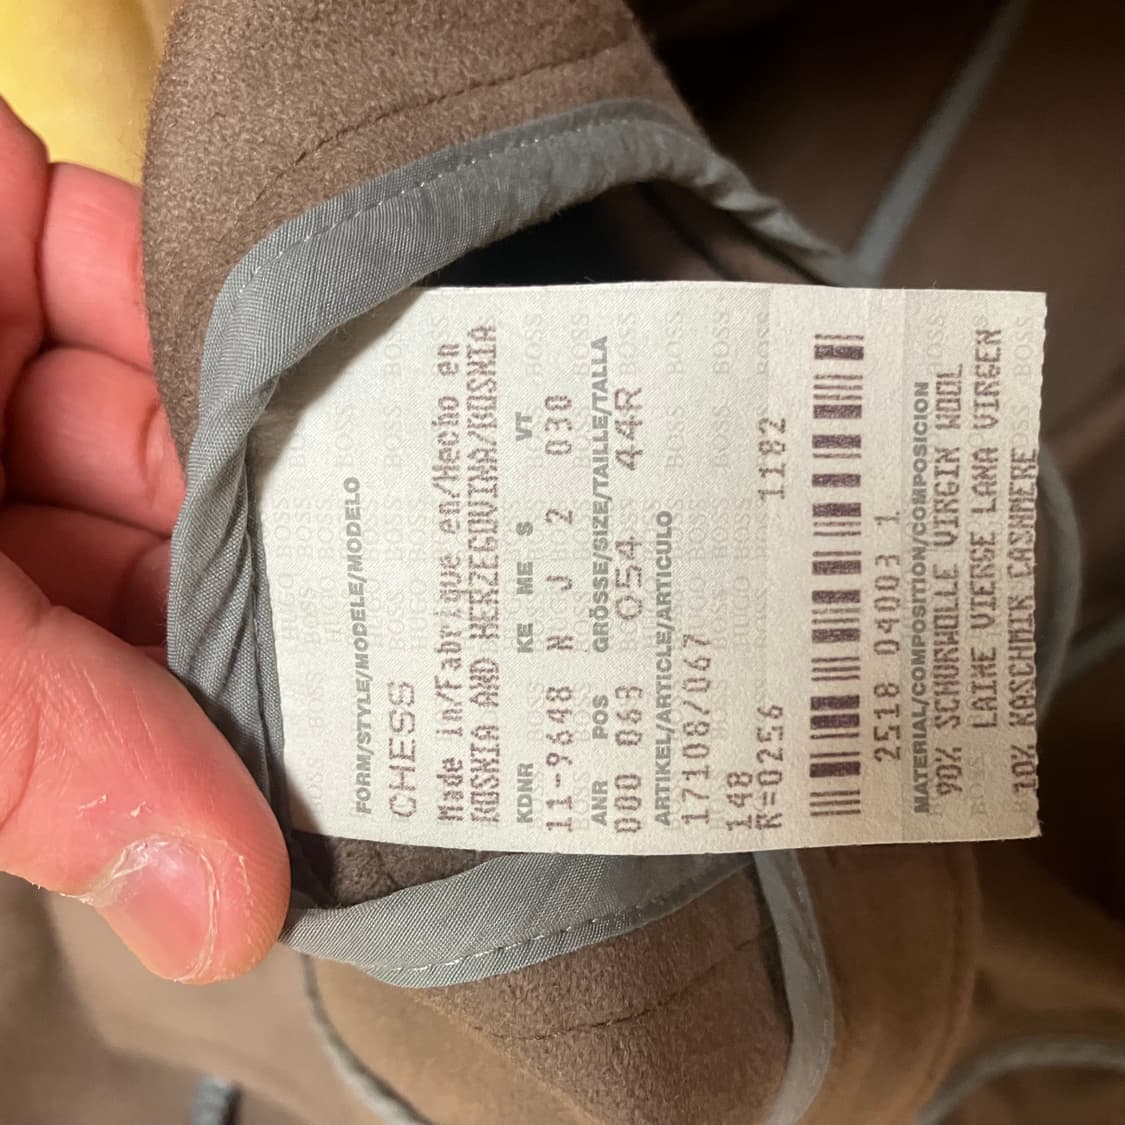 FORM/STYLE/MODELE/MODELO
CHESS
Made in/Fabrique en/Hecho en
BOSNIA AND HERZEGOVINA/BOSNIA
KDNR KE ME S VT
11-9648 N J 2 030
ANR POS GRÖSSE/SIZE/TAILLE/TALLA
000 063 054 44R
ARTIKEL/ARTICLE/ARTICULO
17108/067
148
R=0256 1182
2518 04003 1
MATERIAL/COMPOSITION/COMPOSICION
90% SCHURWOLLE VIRGIN WOOL
LAINE VIERGE LANA VIRGEN
10% KASCHMIR CASHMERE